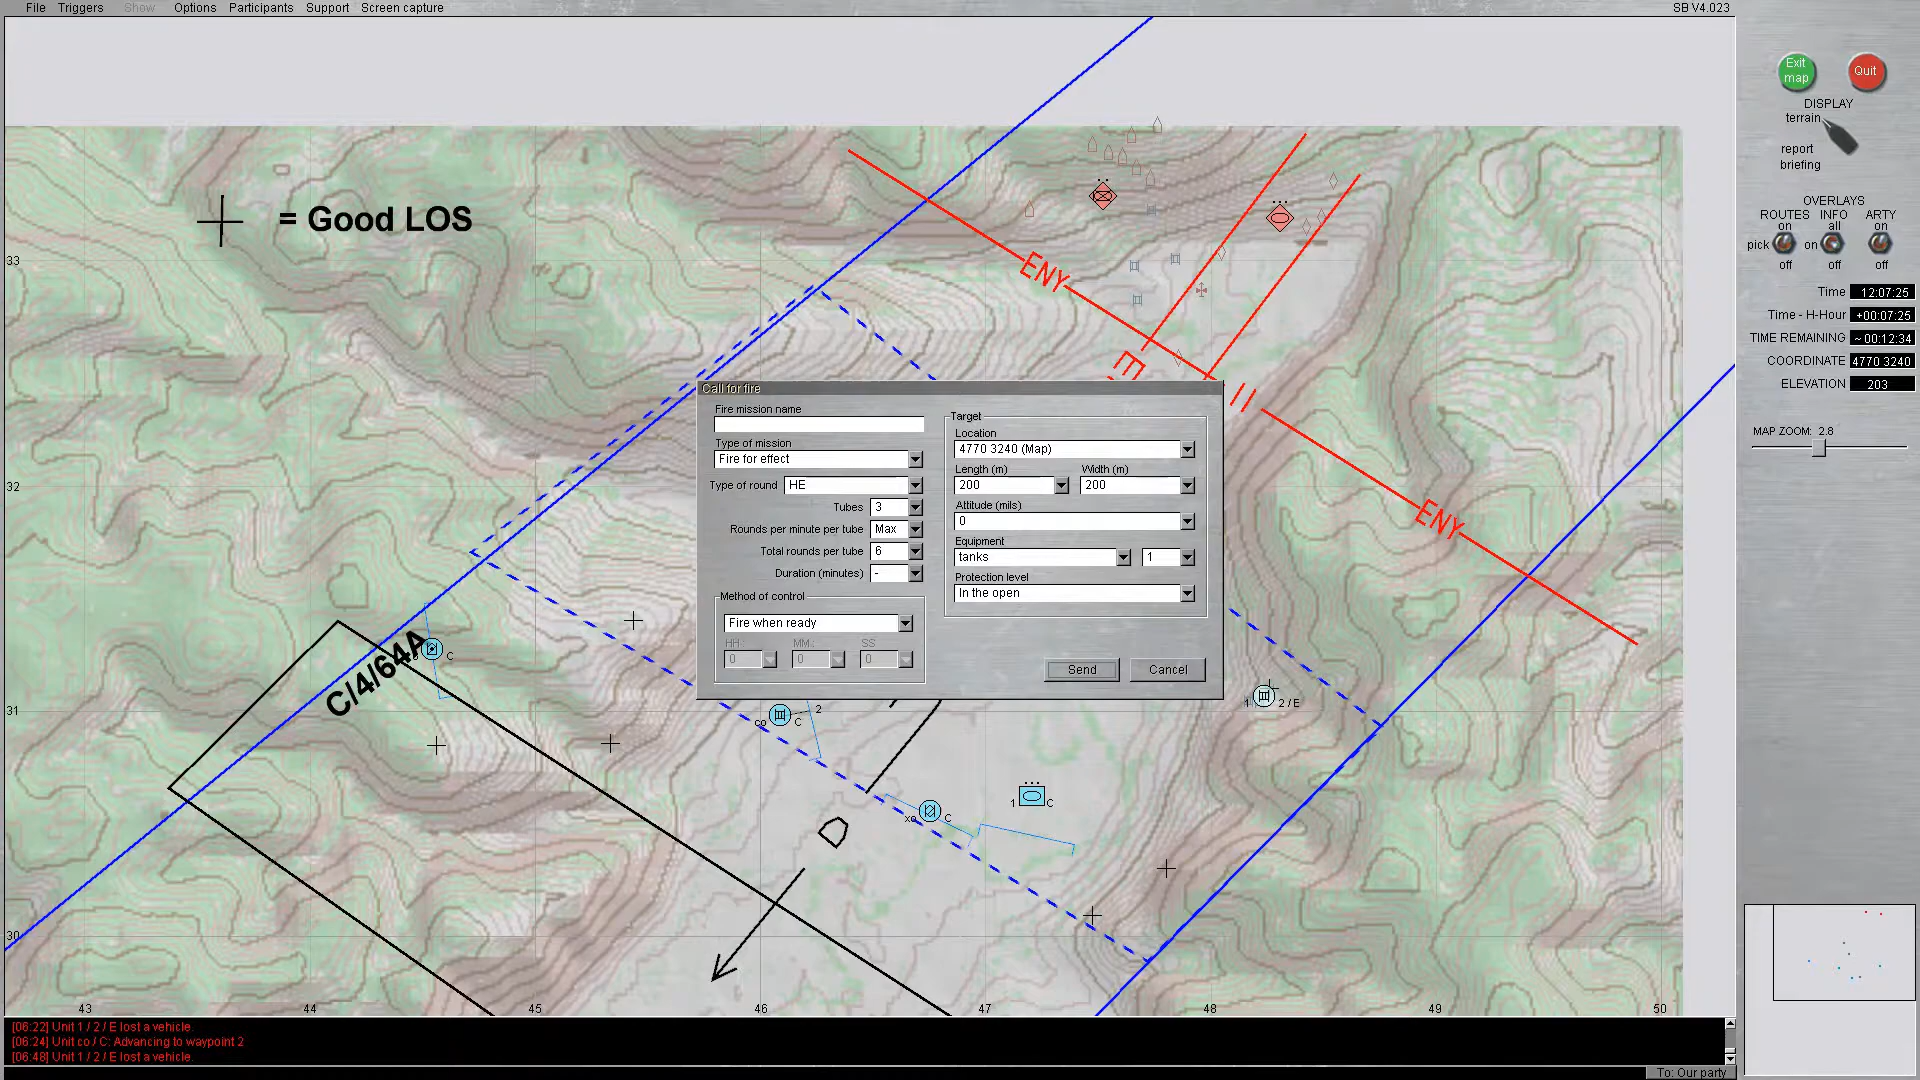 File Triggers Show Options Participants Support Screen capture
SB V4.023
Exit map
Quit
DISPLAY
terrain
report
briefing
OVERLAYS
ROUTES INFO ARTY
on all on
pick on
off off off
Time 12:07:25
Time - H-Hour +00:07:25
TIME REMAINING ~ 00:12:34
COORDINATE 4770 3240
ELEVATION 203
MAP ZOOM: 2.8
= Good LOS
33
32
31
30
43 44 45 46 47 48 49 50
ENY
ENY
C/4/64A
C
co C 2
xo C
1 C
1 2 / E
D
Call for fire
Fire mission name
Type of mission
Fire for effect
Type of round HE
Tubes 3
Rounds per minute per tube Max
Total rounds per tube 6
Duration (minutes) -
Method of control
Fire when ready
HH: MM: SS
0 0 0
Target
Location
4770 3240 (Map)
Length (m) Width (m)
200 200
Attitude (mils)
0
Equipment
tanks 1
Protection level
In the open
Send Cancel
[06:22] Unit 1 / 2 / E lost a vehicle.
[06:24] Unit co / C: Advancing to waypoint 2
[06:48] Unit 1 / 2 / E lost a vehicle.
To: Our party